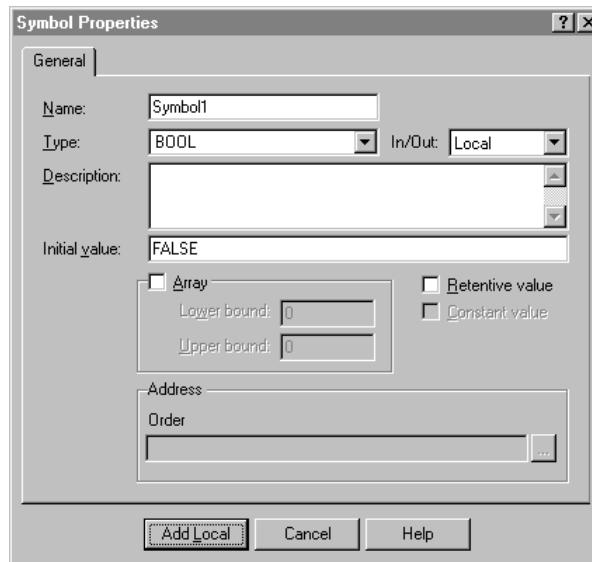 Symbol Properties
General
Name: Symbol1
Type: BOOL In/Out: Local
Description:
Initial value: FALSE
Array Retentive value
Lower bound: 0 Constant value
Upper bound: 0
Address
Order
...
Add Local Cancel Help